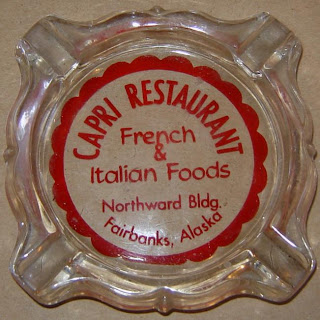 CAPRI RESTAURANT
French
&
Italian Foods
Northward Bldg.
Fairbanks, Alaska